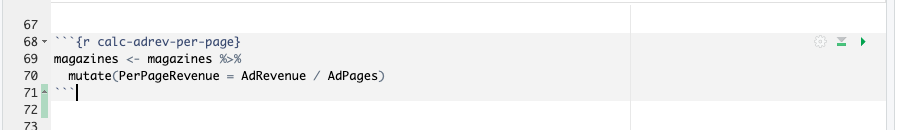 67
68 ```{r calc-adrev-per-page}
69 magazines <- magazines %>%
70   mutate(PerPageRevenue = AdRevenue / AdPages)
71 ```
72
73